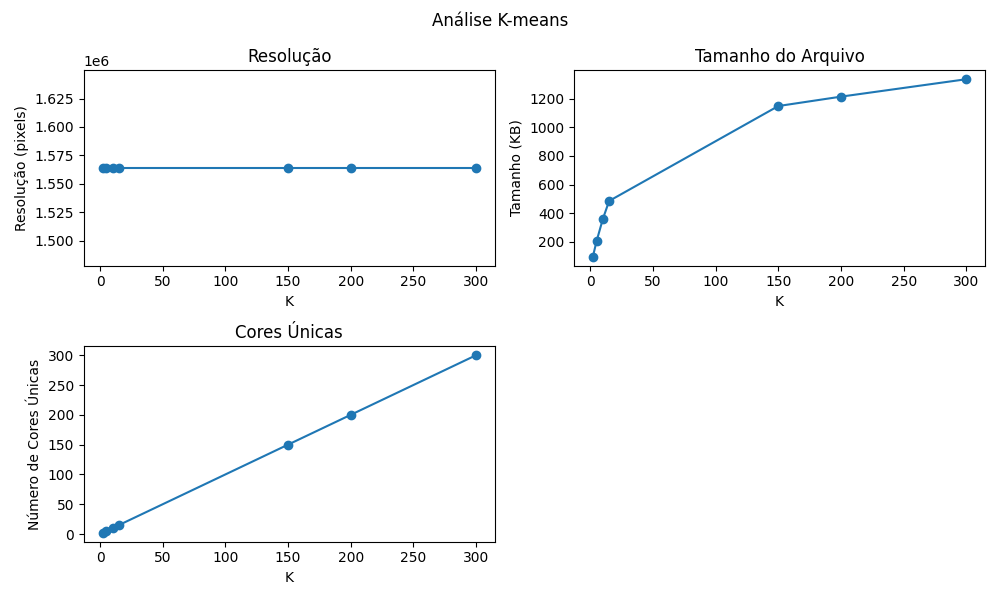 Análise K-means
Resolução
1e6
Resolução (pixels)
1.625
1.600
1.575
1.550
1.525
1.500
0 50 100 150 200 250 300
K
Tamanho do Arquivo
Tamanho (KB)
1200
1000
800
600
400
200
0 50 100 150 200 250 300
K
Cores Únicas
Número de Cores Únicas
300
250
200
150
100
50
0
0 50 100 150 200 250 300
K